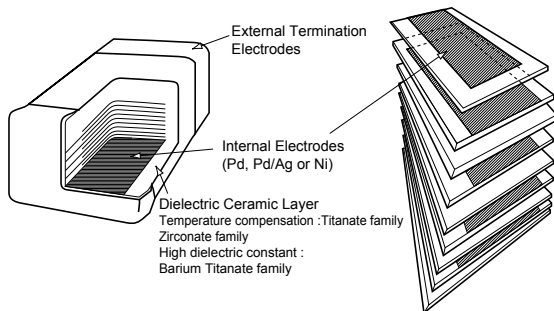 External Termination
Electrodes
Internal Electrodes
(Pd, Pd/Ag or Ni)
Dielectric Ceramic Layer
Temperature compensation :Titanate family
Zirconate family
High dielectric constant :
Barium Titanate family